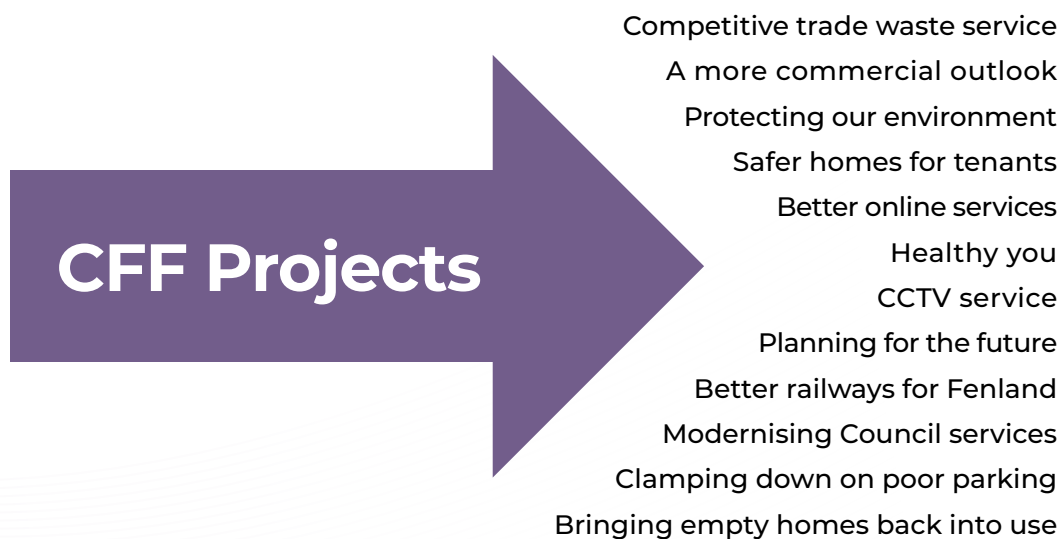 Competitive trade waste service
A more commercial outlook
Protecting our environment
Safer homes for tenants
Better online services
CFF Projects
Healthy you
CCTV service
Planning for the future
Better railways for Fenland
Modernising Council services
Clamping down on poor parking
Bringing empty homes back into use